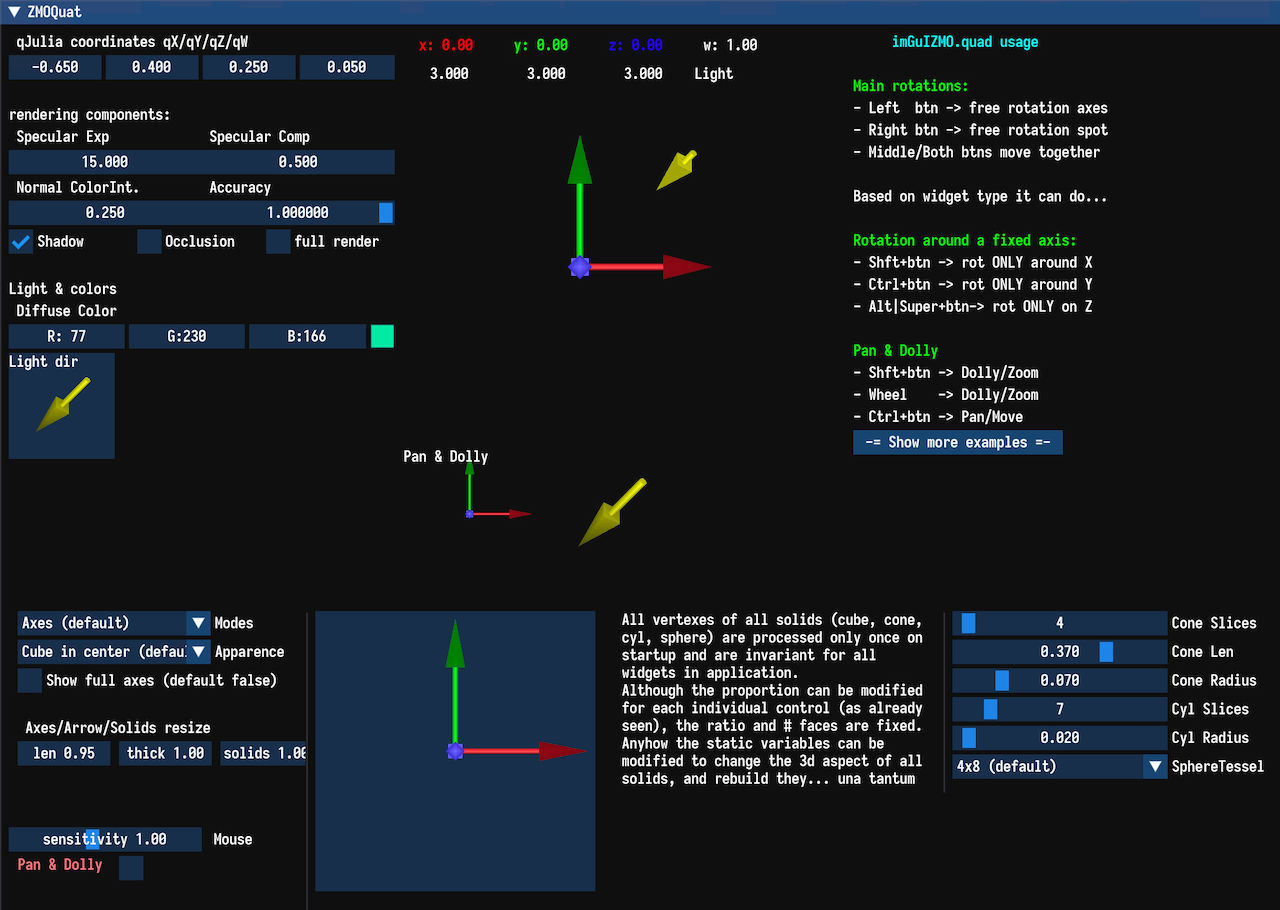 ZMOQuat
qJulia coordinates qX/qY/qZ/qW
-0.650 0.400 0.250 0.050
rendering components:
Specular Exp Specular Comp
15.000 0.500
Normal ColorInt. Accuracy
0.250 1.000000
Shadow Occlusion full render
Light & colors
Diffuse Color
R: 77 G:230 B:166
Light dir
x: 0.00 y: 0.00 z: 0.00 w: 1.00
3.000 3.000 3.000 Light
Pan & Dolly
imGuIZMO.quad usage
Main rotations:
- Left btn -> free rotation axes
- Right btn -> free rotation spot
- Middle/Both btns move together
Based on widget type it can do...
Rotation around a fixed axis:
- Shft+btn -> rot ONLY around X
- Ctrl+btn -> rot ONLY around Y
- Alt|Super+btn-> rot ONLY on Z
Pan & Dolly
- Shft+btn -> Dolly/Zoom
- Wheel -> Dolly/Zoom
- Ctrl+btn -> Pan/Move
-= Show more examples =-
Axes (default) Modes
Cube in center (defau Apparence
Show full axes (default false)
Axes/Arrow/Solids resize
len 0.95 thick 1.00 solids 1.00
sensitivity 1.00 Mouse
Pan & Dolly
All vertexes of all solids (cube, cone,
cyl, sphere) are processed only once on
startup and are invariant for all
widgets in application.
Although the proportion can be modified
for each individual control (as already
seen), the ratio and # faces are fixed.
Anyhow the static variables can be
modified to change the 3d aspect of all
solids, and rebuild they... una tantum
4 Cone Slices
0.370 Cone Len
0.070 Cone Radius
7 Cyl Slices
0.020 Cyl Radius
4x8 (default) SphereTessel